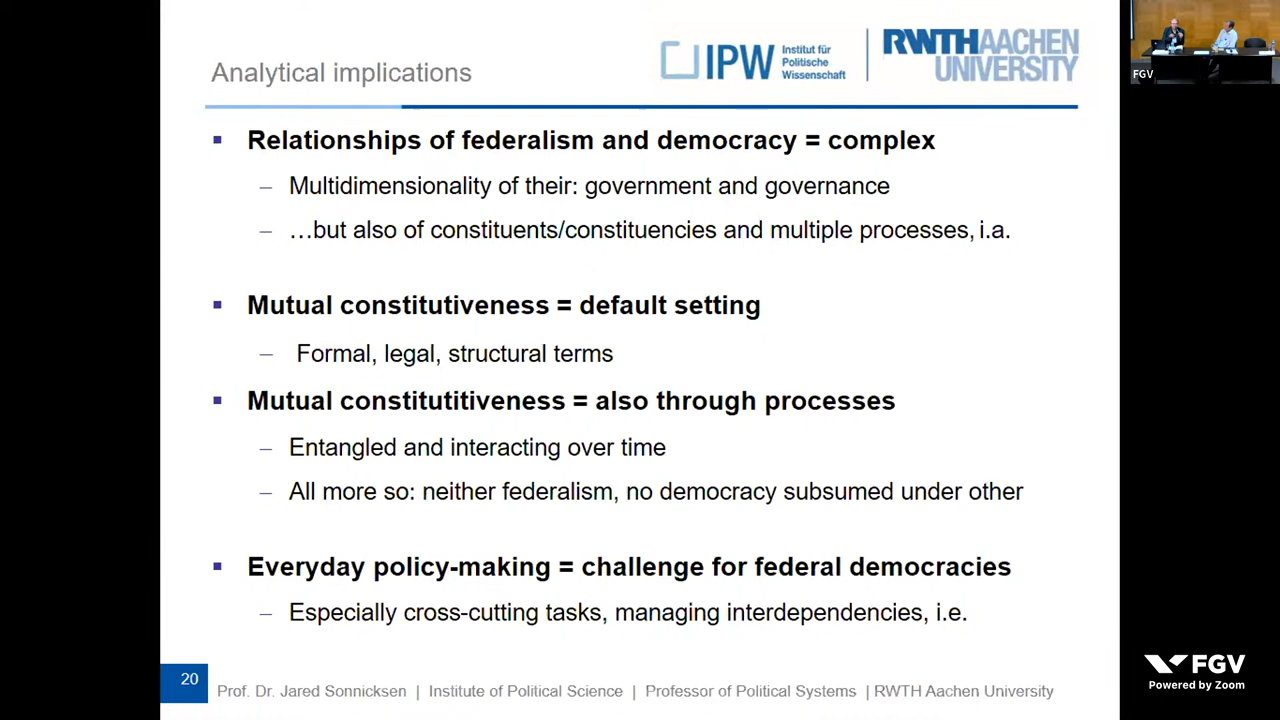 Analytical implications
IPW
Institut für
Politische
Wissenschaft
RWTHAACHEN
UNIVERSITY
FGV
▪ Relationships of federalism and democracy = complex
– Multidimensionality of their: government and governance
– …but also of constituents/constituencies and multiple processes, i.a.
▪ Mutual constitutiveness = default setting
– Formal, legal, structural terms
▪ Mutual constitutitiveness = also through processes
– Entangled and interacting over time
– All more so: neither federalism, no democracy subsumed under other
▪ Everyday policy-making = challenge for federal democracies
– Especially cross-cutting tasks, managing interdependencies, i.e.
20
Prof. Dr. Jared Sonnicksen | Institute of Political Science | Professor of Political Systems | RWTH Aachen University
FGV
Powered by Zoom